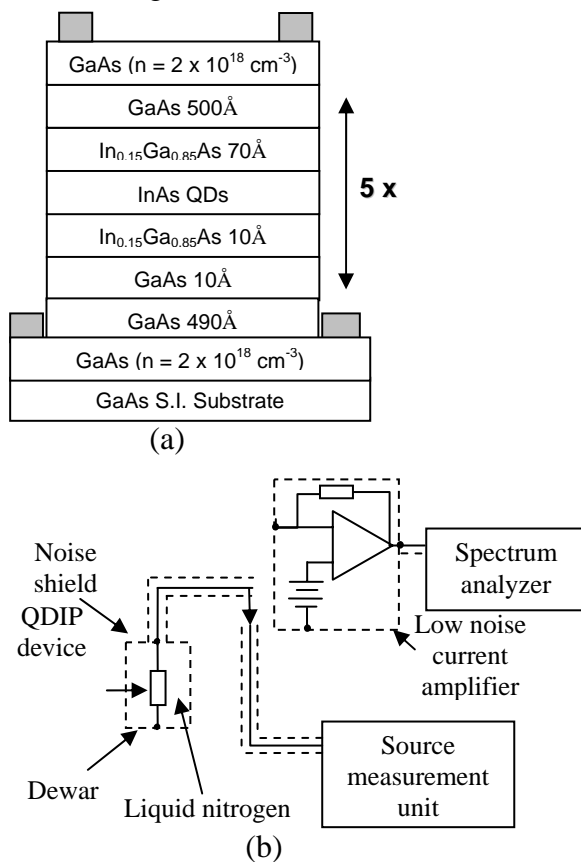 GaAs (n = 2 x 10¹⁸ cm⁻³)
GaAs 500Å
In₀.₁₅Ga₀.₈₅As 70Å
InAs QDs
In₀.₁₅Ga₀.₈₅As 10Å
GaAs 10Å
GaAs 490Å
GaAs (n = 2 x 10¹⁸ cm⁻³)
GaAs S.I. Substrate
5 x
(a)
Noise
shield
QDIP
device
Dewar
Liquid nitrogen
Spectrum
analyzer
Low noise
current
amplifier
Source
measurement
unit
(b)